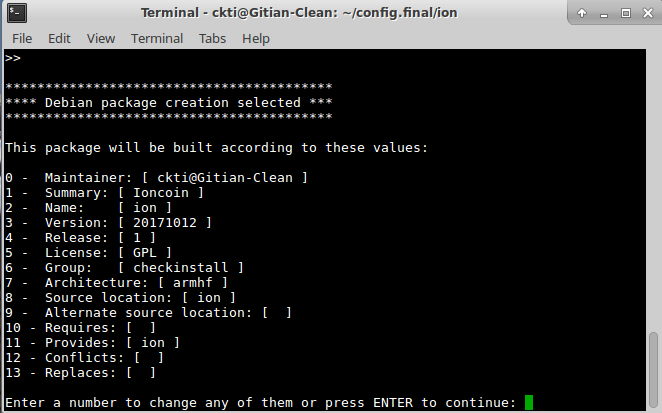 Terminal - ckti@Gitian-Clean: ~/config.final/ion
File Edit View Terminal Tabs Help
>>
*****************************************
**** Debian package creation selected ***
*****************************************
This package will be built according to these values:
0 -  Maintainer: [ ckti@Gitian-Clean ]
1 -  Summary: [ Ioncoin ]
2 -  Name:    [ ion ]
3 -  Version: [ 20171012 ]
4 -  Release: [ 1 ]
5 -  License: [ GPL ]
6 -  Group:   [ checkinstall ]
7 -  Architecture: [ armhf ]
8 -  Source location: [ ion ]
9 -  Alternate source location: [  ]
10 - Requires: [  ]
11 - Provides: [ ion ]
12 - Conflicts: [  ]
13 - Replaces: [  ]
Enter a number to change any of them or press ENTER to continue: